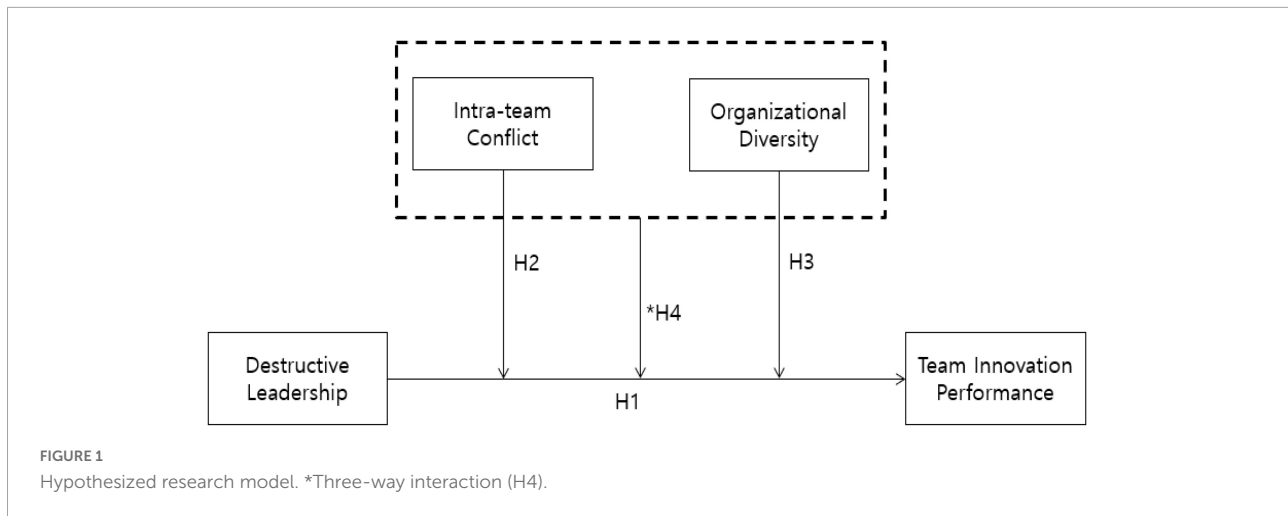 Intra-team
Conflict
Organizational
Diversity
H2
H3
*H4
Destructive
Leadership
H1
Team Innovation
Performance
FIGURE 1
Hypothesized research model. *Three-way interaction (H4).